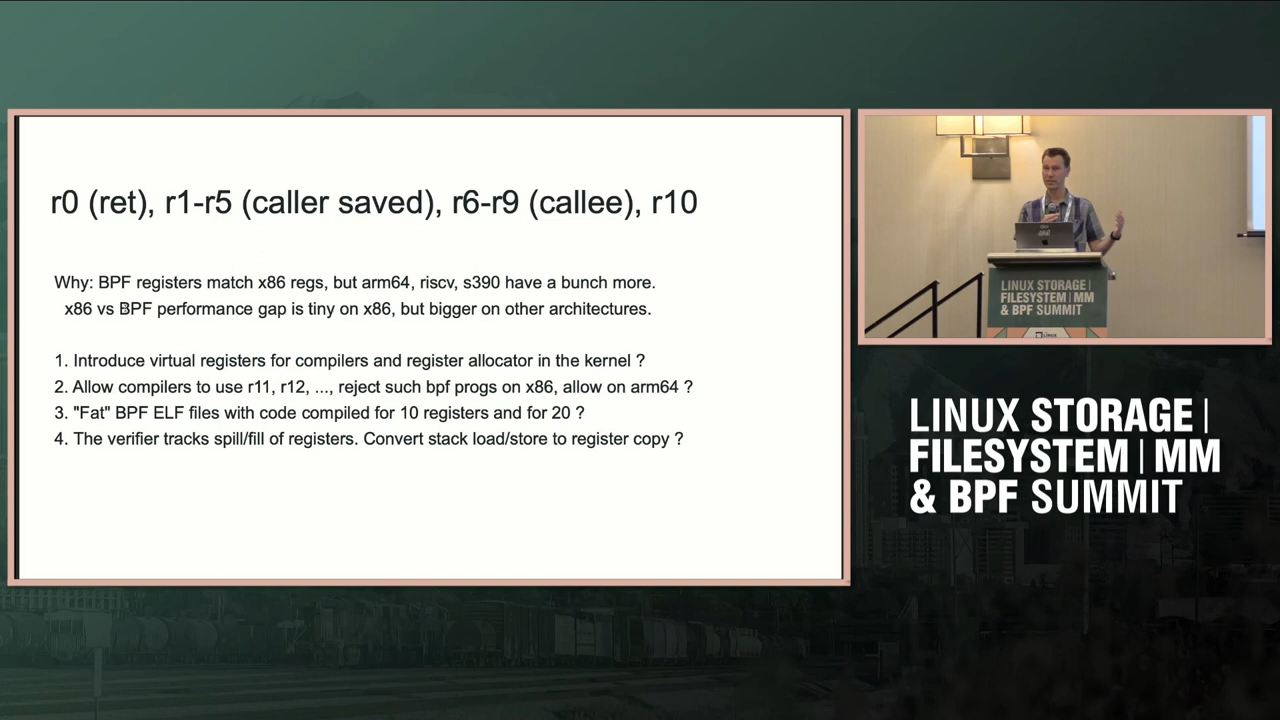 r0 (ret), r1-r5 (caller saved), r6-r9 (callee), r10
Why: BPF registers match x86 regs, but arm64, riscv, s390 have a bunch more.
x86 vs BPF performance gap is tiny on x86, but bigger on other architectures.
1. Introduce virtual registers for compilers and register allocator in the kernel ?
2. Allow compilers to use r11, r12, ..., reject such bpf progs on x86, allow on arm64 ?
3. "Fat" BPF ELF files with code compiled for 10 registers and for 20 ?
4. The verifier tracks spill/fill of registers. Convert stack load/store to register copy ?
LINUX STORAGE |
FILESYSTEM | MM
& BPF SUMMIT
LINUX STORAGE |
FILESYSTEM | MM
& BPF SUMMIT